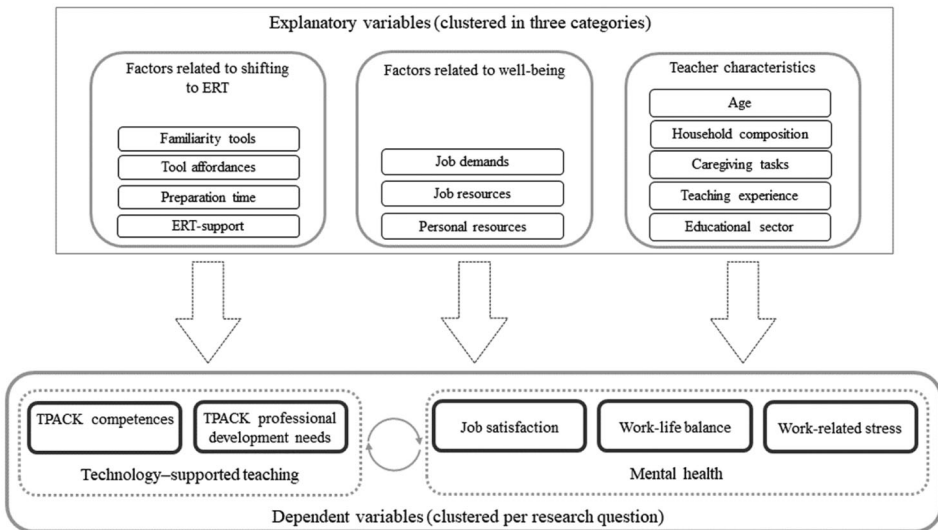 Explanatory variables (clustered in three categories)
Factors related to shifting
to ERT
Familiarity tools
Tool affordances
Preparation time
ERT-support
Factors related to well-being
Job demands
Job resources
Personal resources
Teacher characteristics
Age
Household composition
Caregiving tasks
Teaching experience
Educational sector
TPACK competences
TPACK professional
development needs
Technology–supported teaching
Job satisfaction
Work-life balance
Work-related stress
Mental health
Dependent variables (clustered per research question)